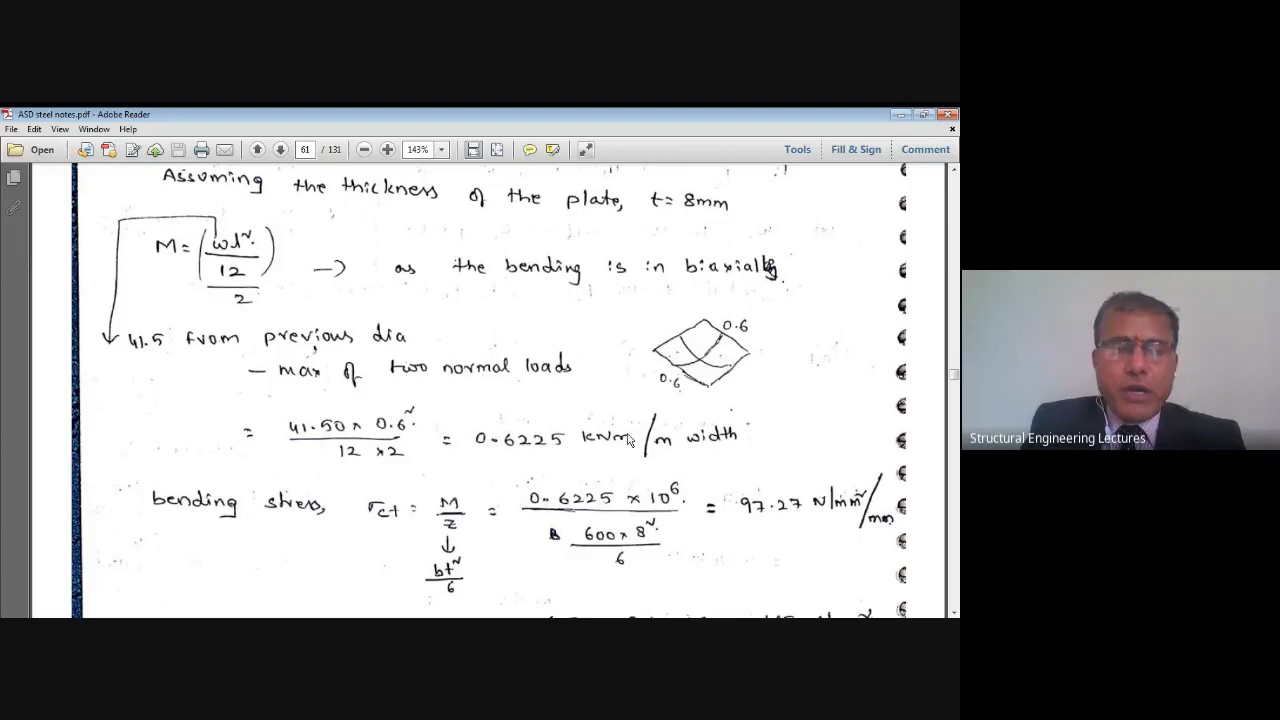 ASD steel notes.pdf - Adobe Reader
File Edit View Window Help
Open 61 / 131 143% Tools Fill & Sign Comment
Assuming the thickness of the plate, t = 8mm
M = ((wl²/12)/2) → as the bending is in biaxially.
41.5 from previous dia
0.6
- max of two normal loads
0.6
= (41.50 × 0.6²)/(12 × 2) = 0.6225 kNm/m width
bending stress, σct = M/z = (0.6225 × 10⁶)/((600 × 8²)/6) = 97.27 N/mm²/mm
↓
bt²/6
Structural Engineering Lectures